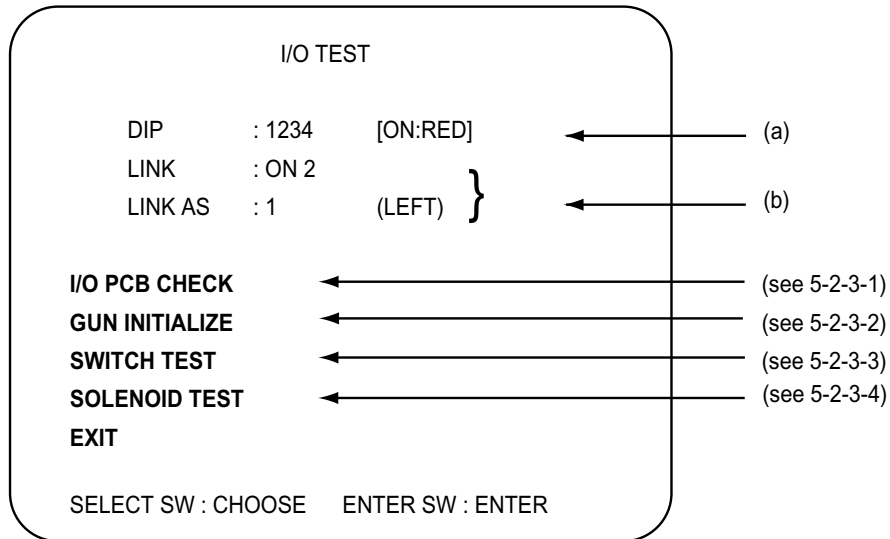 I/O TEST
DIP : 1234 [ON:RED] (a)
LINK : ON 2
LINK AS : 1 (LEFT) } (b)
I/O PCB CHECK (see 5-2-3-1)
GUN INITIALIZE (see 5-2-3-2)
SWITCH TEST (see 5-2-3-3)
SOLENOID TEST (see 5-2-3-4)
EXIT
SELECT SW : CHOOSE ENTER SW : ENTER